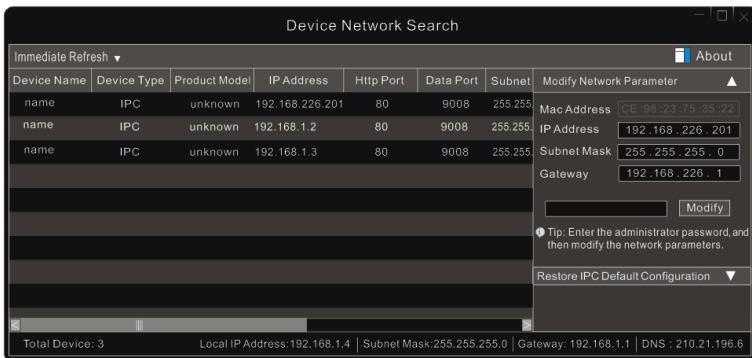 Device Network Search
Immediate Refresh ▼
About
Device Name Device Type Product Model IP Address Http Port Data Port Subnet
name IPC unknown 192.168.226.201 80 9008 255.255
name IPC unknown 192.168.1.2 80 9008 255.255.
name IPC unknown 192.168.1.3 80 9008 255.255.
Modify Network Parameter ▲
Mac Address CE :98 :23 :75 :35 :22
IP Address 192 .168 . 226 . 201
Subnet Mask 255 . 255 . 255 . 0
Gateway 192 .168 . 226 . 1
Modify
Tip: Enter the administrator password, and
then modify the network parameters.
Restore IPC Default Configuration ▼
Total Device: 3 Local IP Address:192.168.1.4 Subnet Mask:255.255.255.0 Gateway: 192.168.1.1 DNS : 210.21.196.6